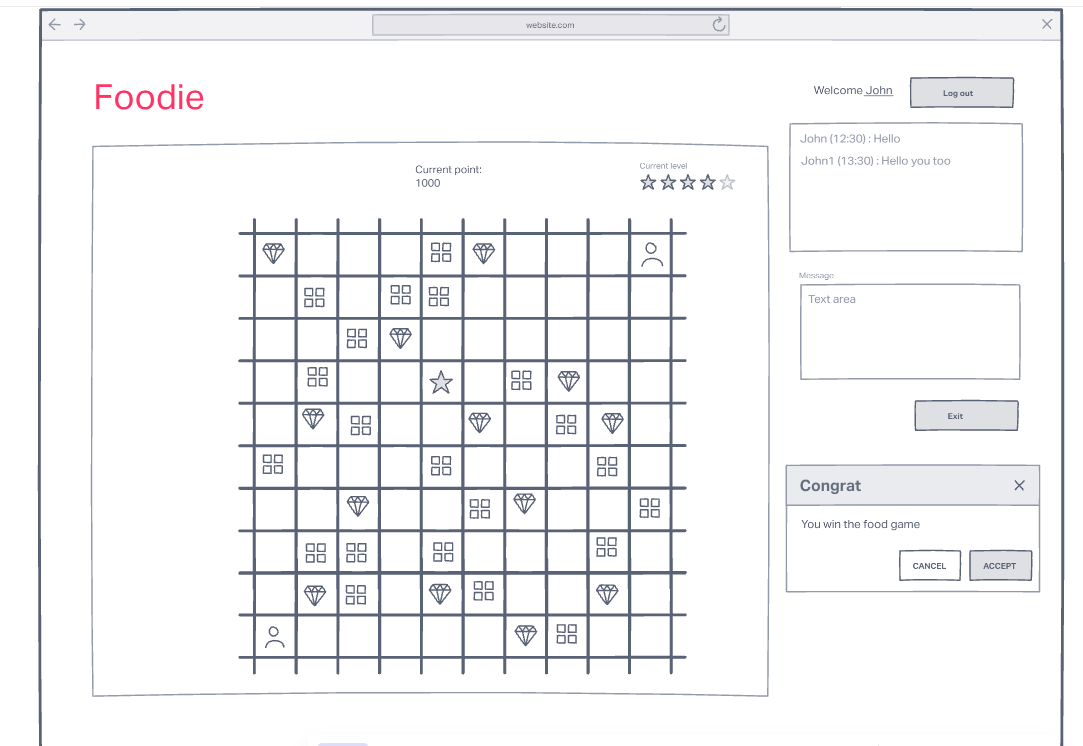 website.com
Foodie
Welcome John
Log out
Current point:
1000
Current level
John (12:30) : Hello
John1 (13:30) : Hello you too
Message
Text area
Exit
Congrat
You win the food game
CANCEL
ACCEPT